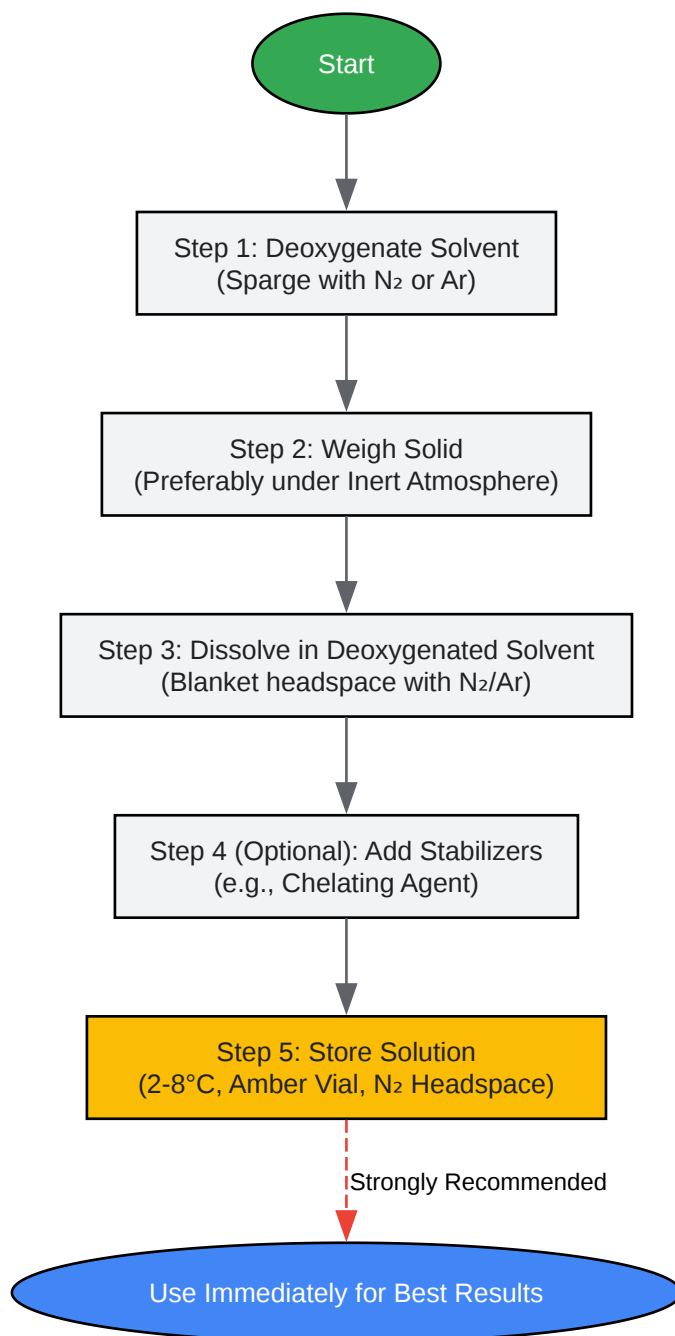 Start
Step 1: Deoxygenate Solvent
(Sparge with N₂ or Ar)
Step 2: Weigh Solid
(Preferably under Inert Atmosphere)
Step 3: Dissolve in Deoxygenated Solvent
(Blanket headspace with N₂/Ar)
Step 4 (Optional): Add Stabilizers
(e.g., Chelating Agent)
Step 5: Store Solution
(2-8°C, Amber Vial, N₂ Headspace)
Strongly Recommended
Use Immediately for Best Results